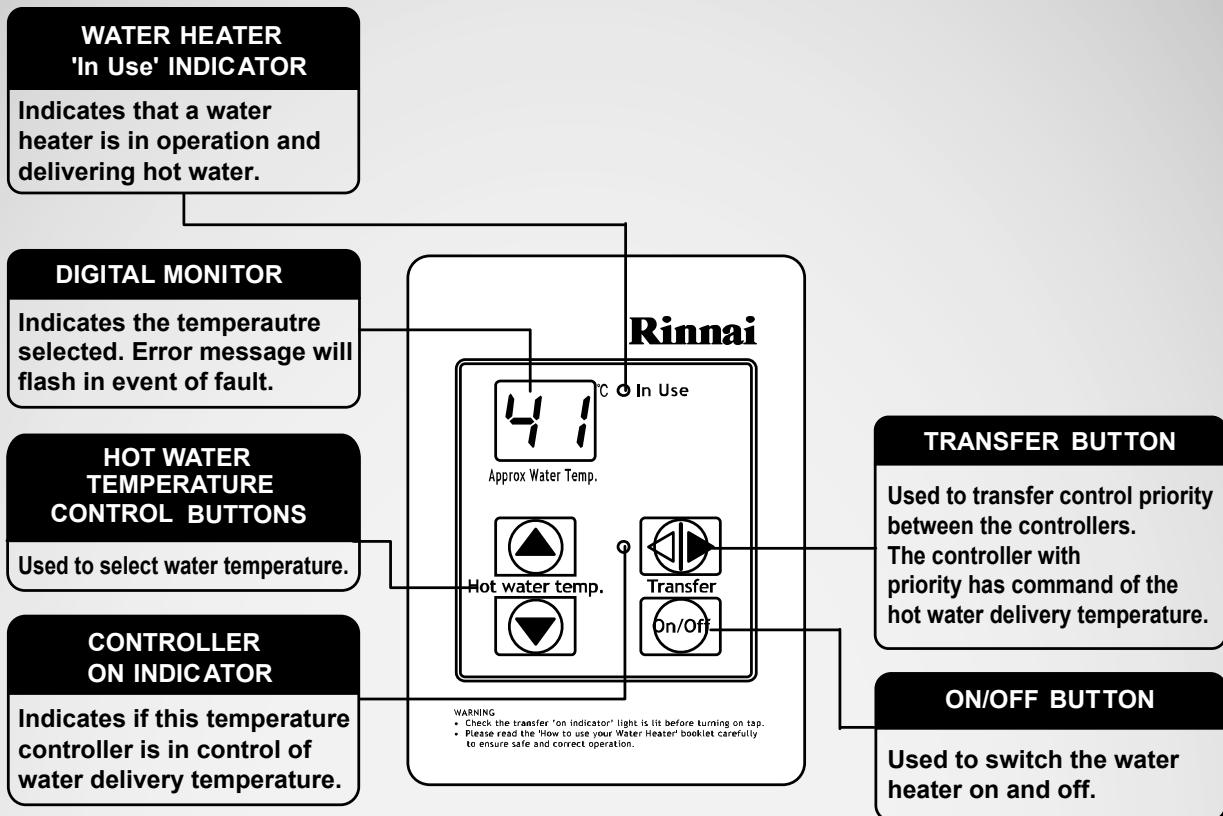 WATER HEATER
'In Use' INDICATOR
Indicates that a water
heater is in operation and
delivering hot water.
DIGITAL MONITOR
Indicates the temperautre
selected. Error message will
flash in event of fault.
HOT WATER
TEMPERATURE
CONTROL BUTTONS
Used to select water temperature.
CONTROLLER
ON INDICATOR
Indicates if this temperature
controller is in control of
water delivery temperature.
Rinnai
41 °C In Use
Approx Water Temp.
Hot water temp.
Transfer
On/Off
WARNING
• Check the transfer 'on indicator' light is lit before turning on tap.
• Please read the 'How to use your Water Heater' booklet carefully
to ensure safe and correct operation.
TRANSFER BUTTON
Used to transfer control priority
between the controllers.
The controller with
priority has command of the
hot water delivery temperature.
ON/OFF BUTTON
Used to switch the water
heater on and off.